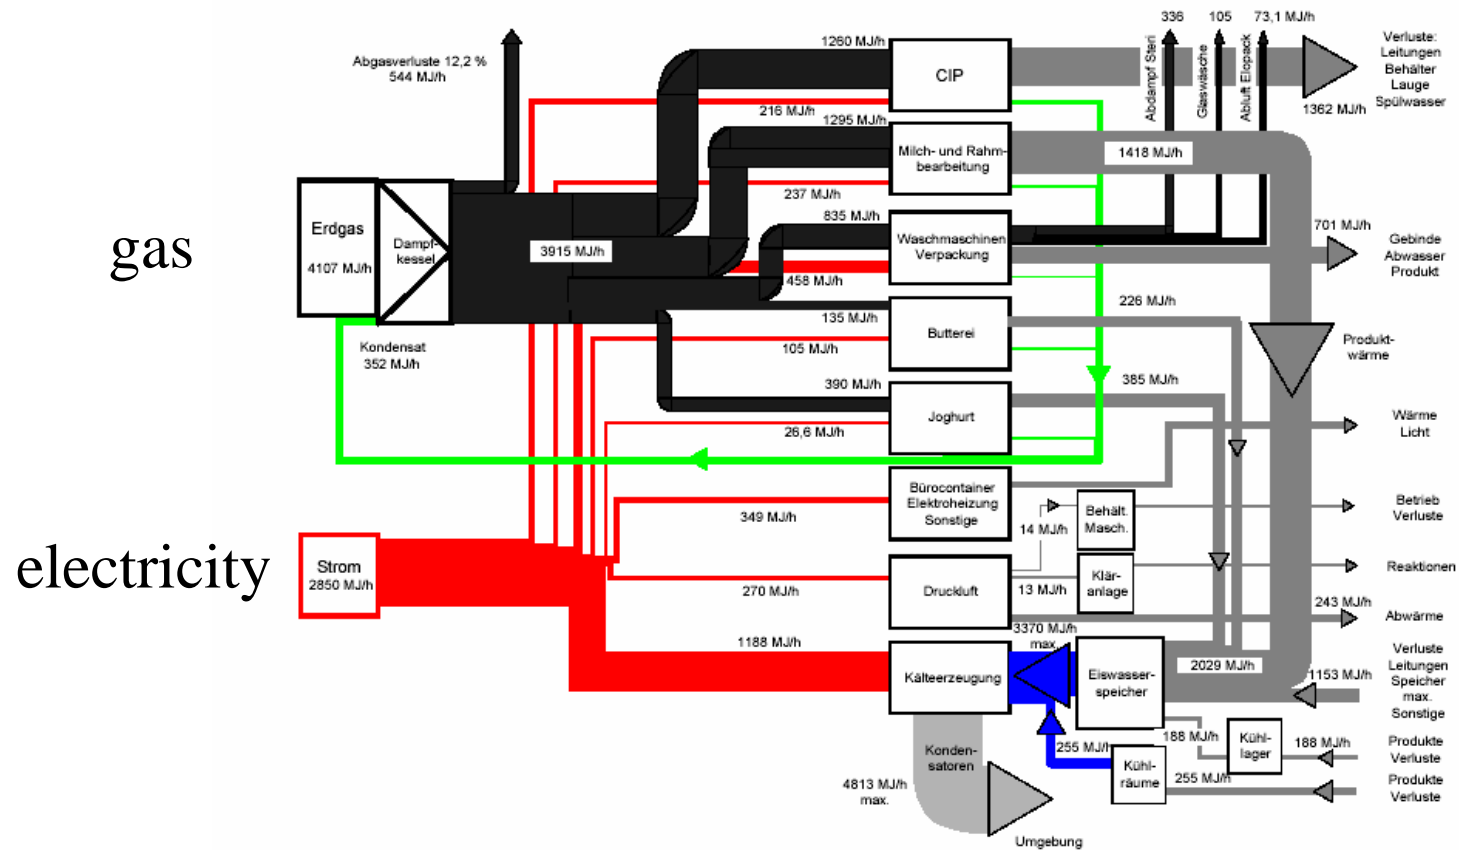 336
105
73,1 MJ/h
Abgasverluste 12,2 %
544 MJ/h
1260 MJ/h
CIP
216 MJ/h
Abdampf Steri
Glaswäsche
Abluft Elopack
Verluste:
Leitungen
Behälter
Lauge
Spülwasser
1362 MJ/h
1295 MJ/h
Milch- und Rahm-
bearbeitung
1418 MJ/h
237 MJ/h
gas
Erdgas
4107 MJ/h
Dampf-
kessel
3915 MJ/h
835 MJ/h
Waschmaschinen
Verpackung
458 MJ/h
701 MJ/h
Gebinde
Abwasser
Produkt
226 MJ/h
135 MJ/h
Butterei
105 MJ/h
Kondensat
352 MJ/h
Produkt-
wärme
390 MJ/h
385 MJ/h
Joghurt
26,6 MJ/h
Wärme
Licht
Bürocontainer
Elektroheizung
Sonstige
349 MJ/h
14 MJ/h
Behält.
Masch.
Betrieb
Verluste
electricity
Strom
2850 MJ/h
Druckluft
270 MJ/h
13 MJ/h
Klär-
anlage
Reaktionen
243 MJ/h
Abwärme
1188 MJ/h
3370 MJ/h
max.
Kälteerzeugung
Eiswasser-
speicher
2029 MJ/h
1153 MJ/h
Verluste
Leitungen
Speicher
max.
Sonstige
188 MJ/h
Kühl-
lager
188 MJ/h
Produkte
Verluste
Konden-
satoren
255 MJ/h
Kühl-
räume
255 MJ/h
Produkte
Verluste
4813 MJ/h
max.
Umgebung